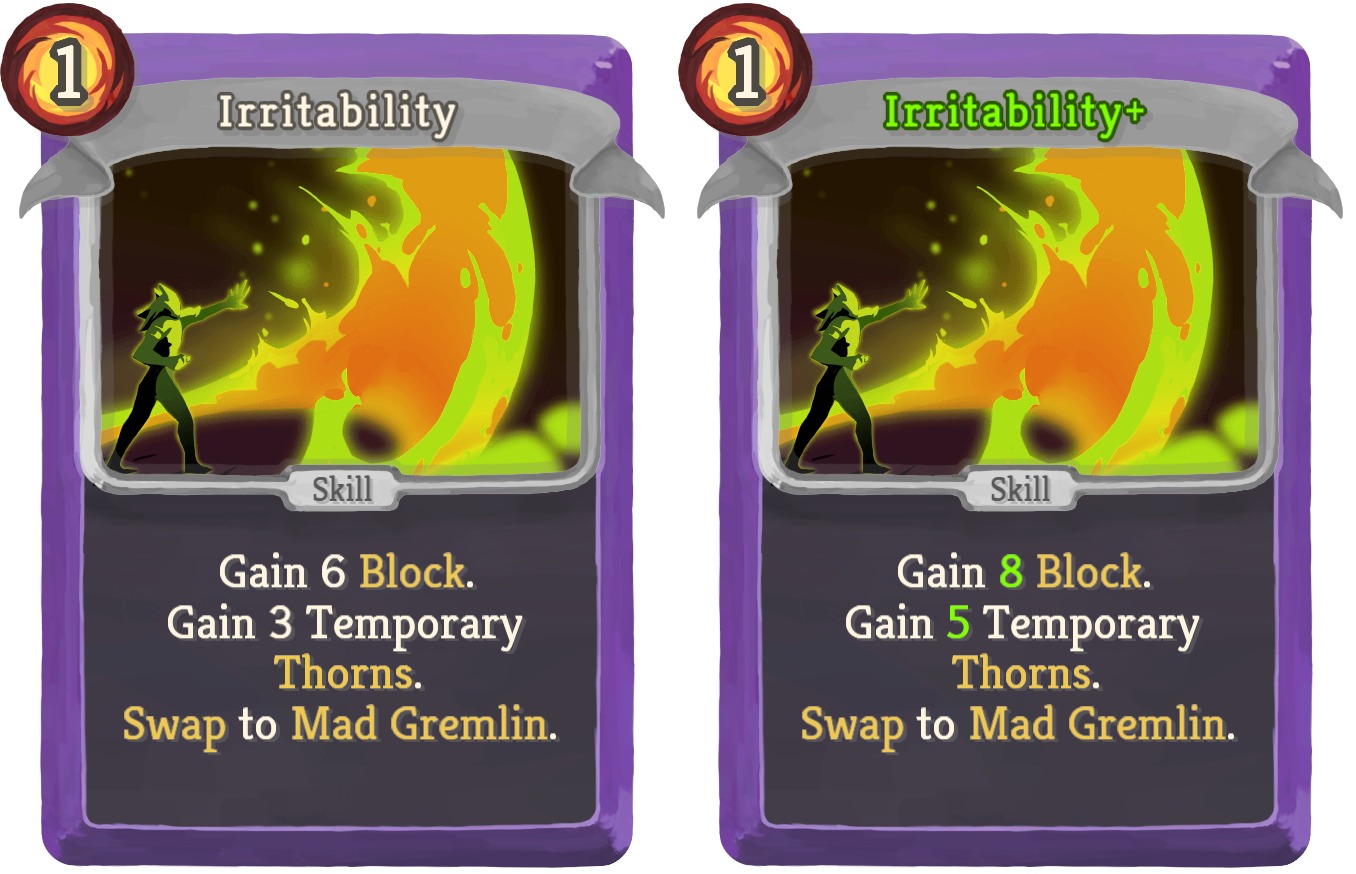 1
Irritability
Skill
Gain 6 Block.
Gain 3 Temporary
Thorns.
Swap to Mad Gremlin.
1
Irritability+
Skill
Gain 8 Block.
Gain 5 Temporary
Thorns.
Swap to Mad Gremlin.